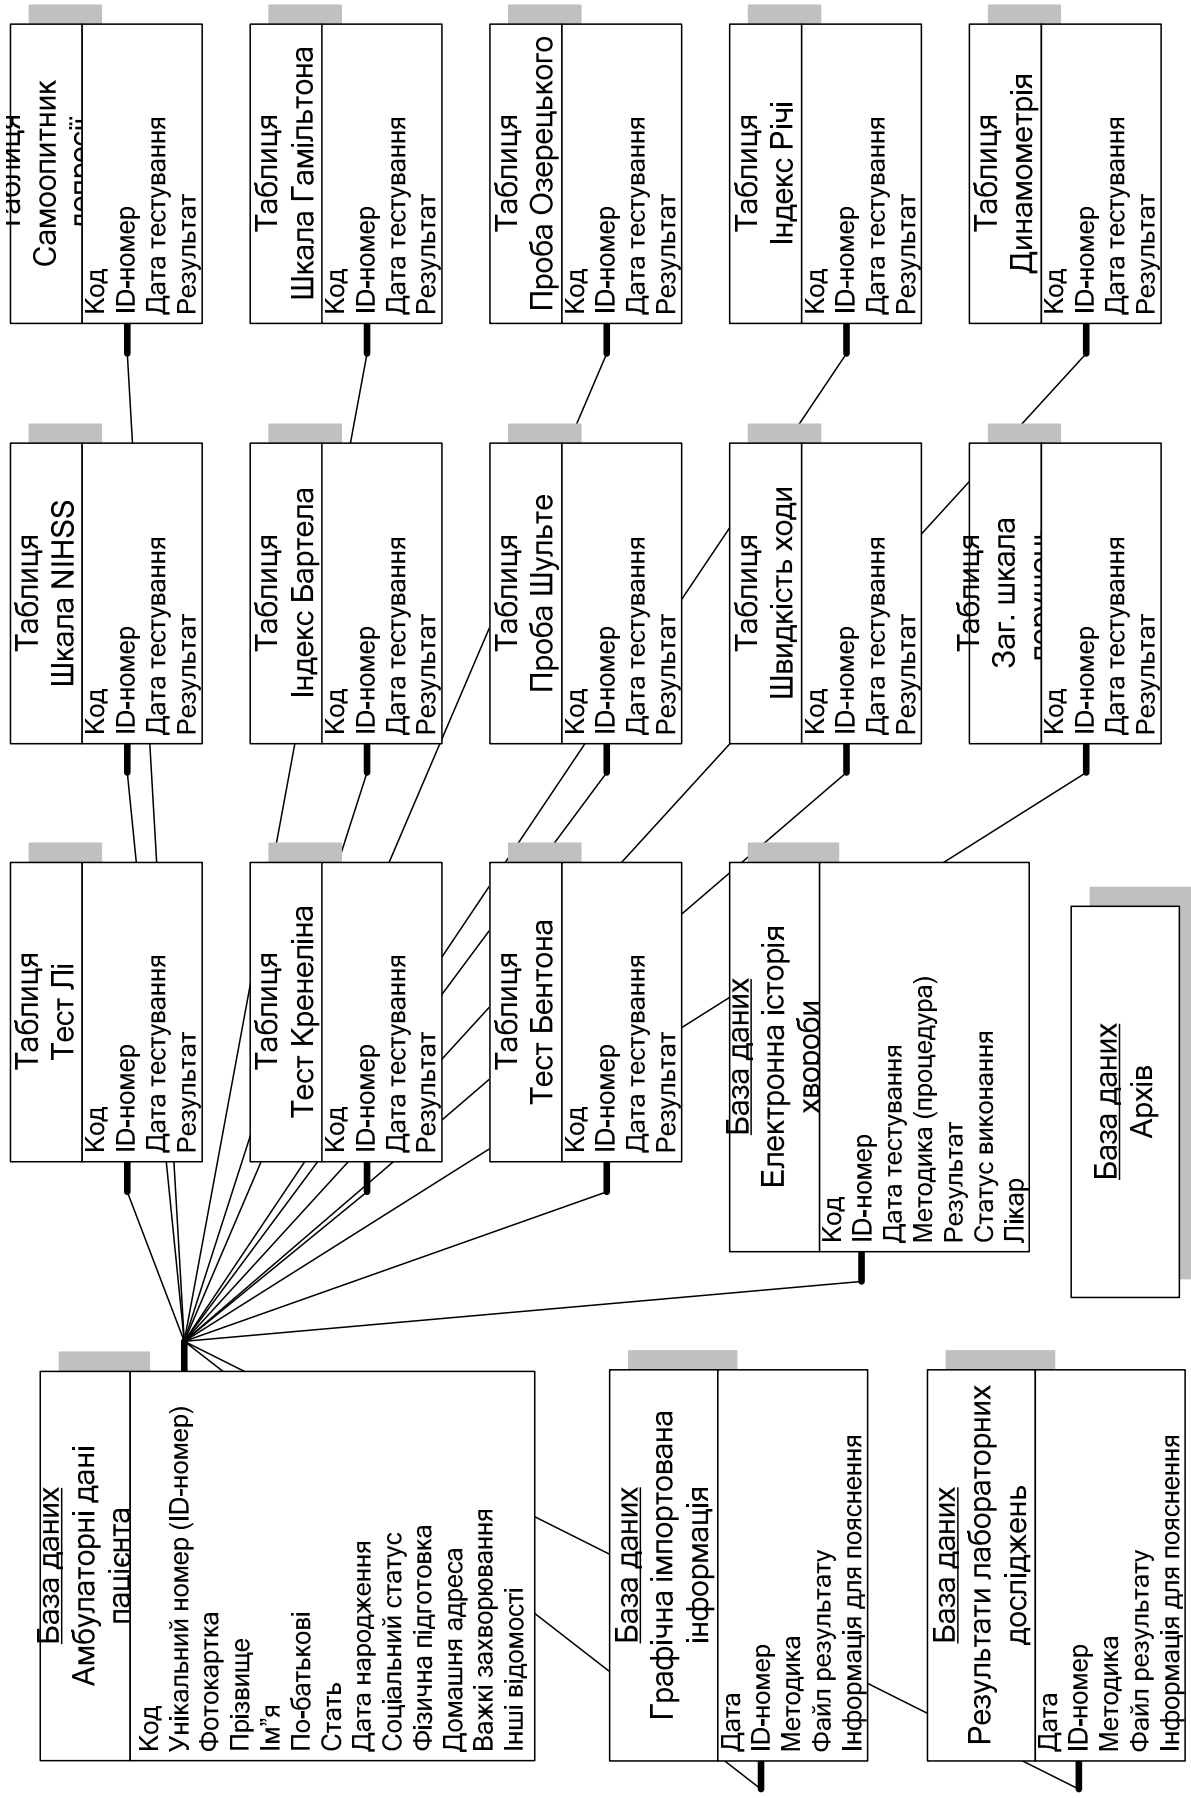 База даних
Амбулаторні дані
пацієнта
Код
Унікальний номер (ID-номер)
Фотокартка
Прізвище
Ім”я
По-батькові
Стать
Дата народження
Соціальний статус
Фізична підготовка
Домашня адреса
Важкі захворювання
Інші відомості
Таблиця
Тест Лі
Код
ID-номер
Дата тестування
Результат
Таблиця
Шкала NIHSS
Код
ID-номер
Дата тестування
Результат
Таблиця
Самоопитник
Код
ID-номер
Дата тестування
Результат
Таблиця
Тест Кренеліна
Код
ID-номер
Дата тестування
Результат
Таблиця
Індекс Бартела
Код
ID-номер
Дата тестування
Результат
Таблиця
Шкала Гамільтона
Код
ID-номер
Дата тестування
Результат
Таблиця
Тест Бентона
Код
ID-номер
Дата тестування
Результат
Таблиця
Проба Шульте
Код
ID-номер
Дата тестування
Результат
Таблиця
Проба Озерецького
Код
ID-номер
Дата тестування
Результат
База даних
Графічна імпортована
інформація
Дата
ID-номер
Методика
Файл результату
Інформація для пояснення
База даних
Електронна історія
хвороби
Код
ID-номер
Дата тестування
Методика (процедура)
Результат
Статус виконання
Лікар
Таблиця
Швидкість ходи
Код
ID-номер
Дата тестування
Результат
Таблиця
Індекс Річі
Код
ID-номер
Дата тестування
Результат
База даних
Результати лабораторних
досліджень
Дата
ID-номер
Методика
Файл результату
Інформація для пояснення
База даних
Архів
Таблиця
Заг. шкала
Код
ID-номер
Дата тестування
Результат
Таблиця
Динамометрія
Код
ID-номер
Дата тестування
Результат